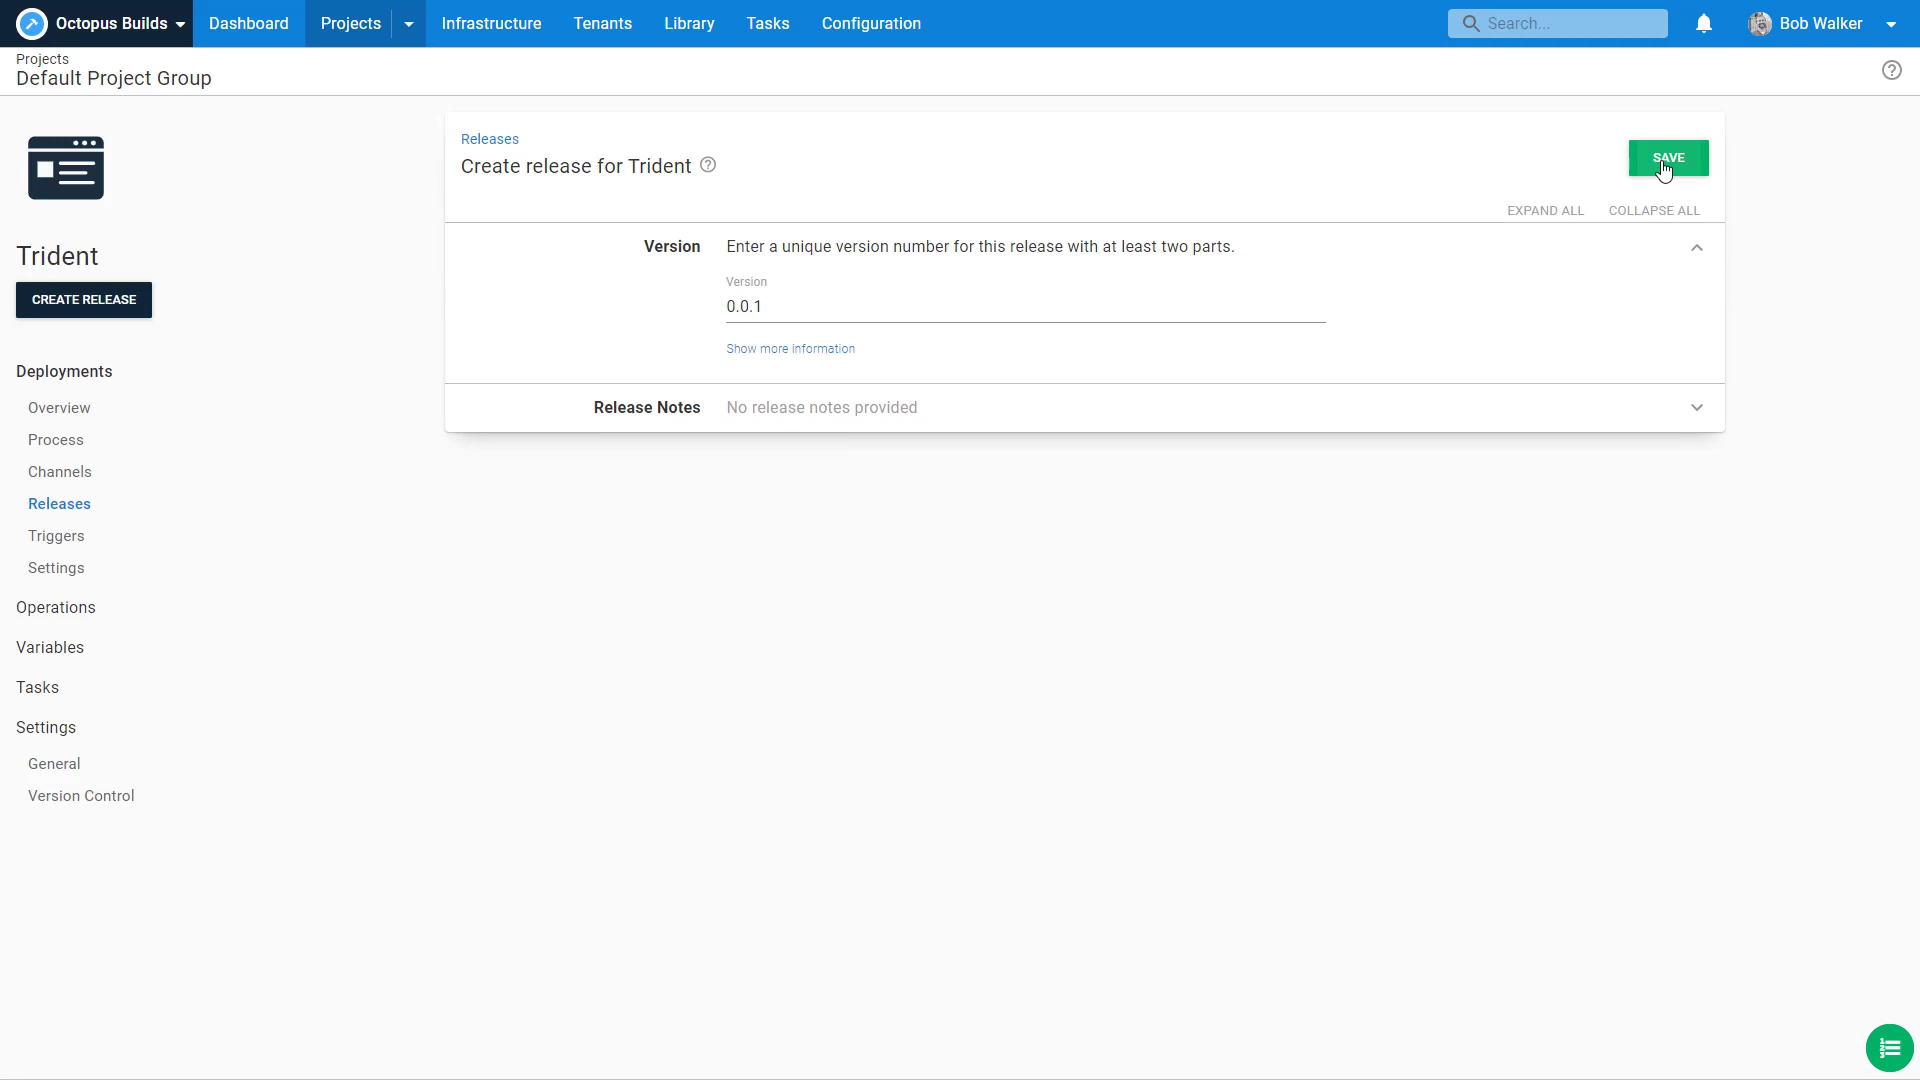 Octopus Builds
Dashboard
Projects
Infrastructure
Tenants
Library
Tasks
Configuration
Search...
Bob Walker
Projects
Default Project Group
Trident
CREATE RELEASE
Deployments
Overview
Process
Channels
Releases
Triggers
Settings
Operations
Variables
Tasks
Settings
General
Version Control
Releases
Create release for Trident
SAVE
EXPAND ALL
COLLAPSE ALL
Version
Enter a unique version number for this release with at least two parts.
Version
0.0.1
Show more information
Release Notes
No release notes provided